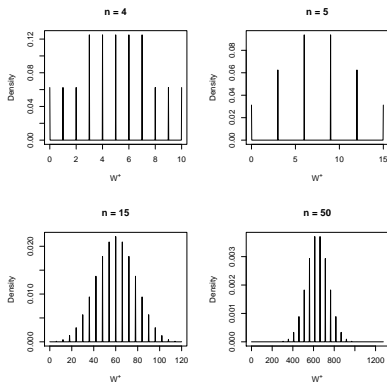 n = 4
n = 5
Density
0.00 0.04 0.08 0.12
0 2 4 6 8 10
W+
Density
0.00 0.02 0.04 0.06 0.08
0 5 10 15
W+
n = 15
n = 50
Density
0.000 0.010 0.020
0 20 40 60 80 100 120
W+
Density
0.000 0.001 0.002 0.003
0 200 400 600 800 1200
W+